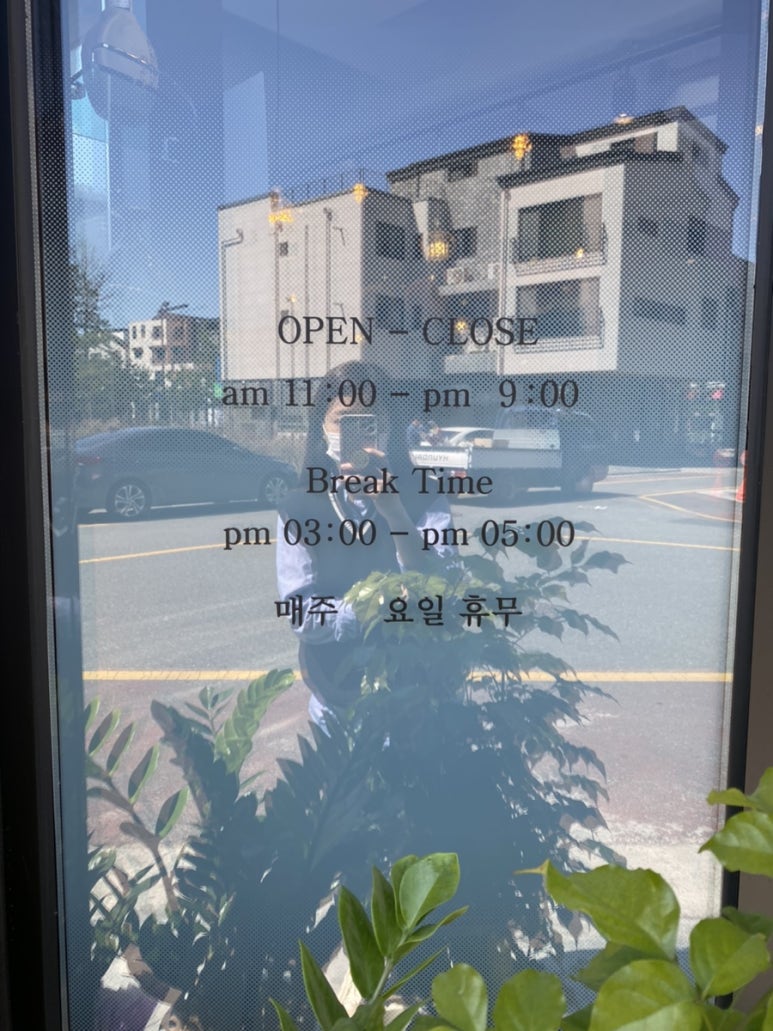 OPEN - CLOSE
am 11:00 - pm 9:00
Break Time
pm 03:00 - pm 05:00
매주 요일 휴무